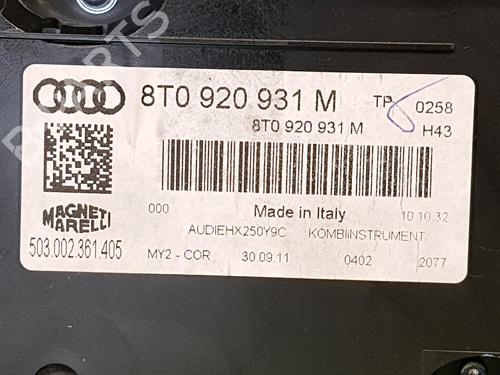 8T0 920 931 M TP 0258
8T0 920 931 M H43
000 Made in Italy 10:10:32
MAGNETI
MARELLI
AUDIEHX250Y9C KOMBIINSTRUMENT
503.002.361.405
MY2 - COR 30.09.11 0402 2077